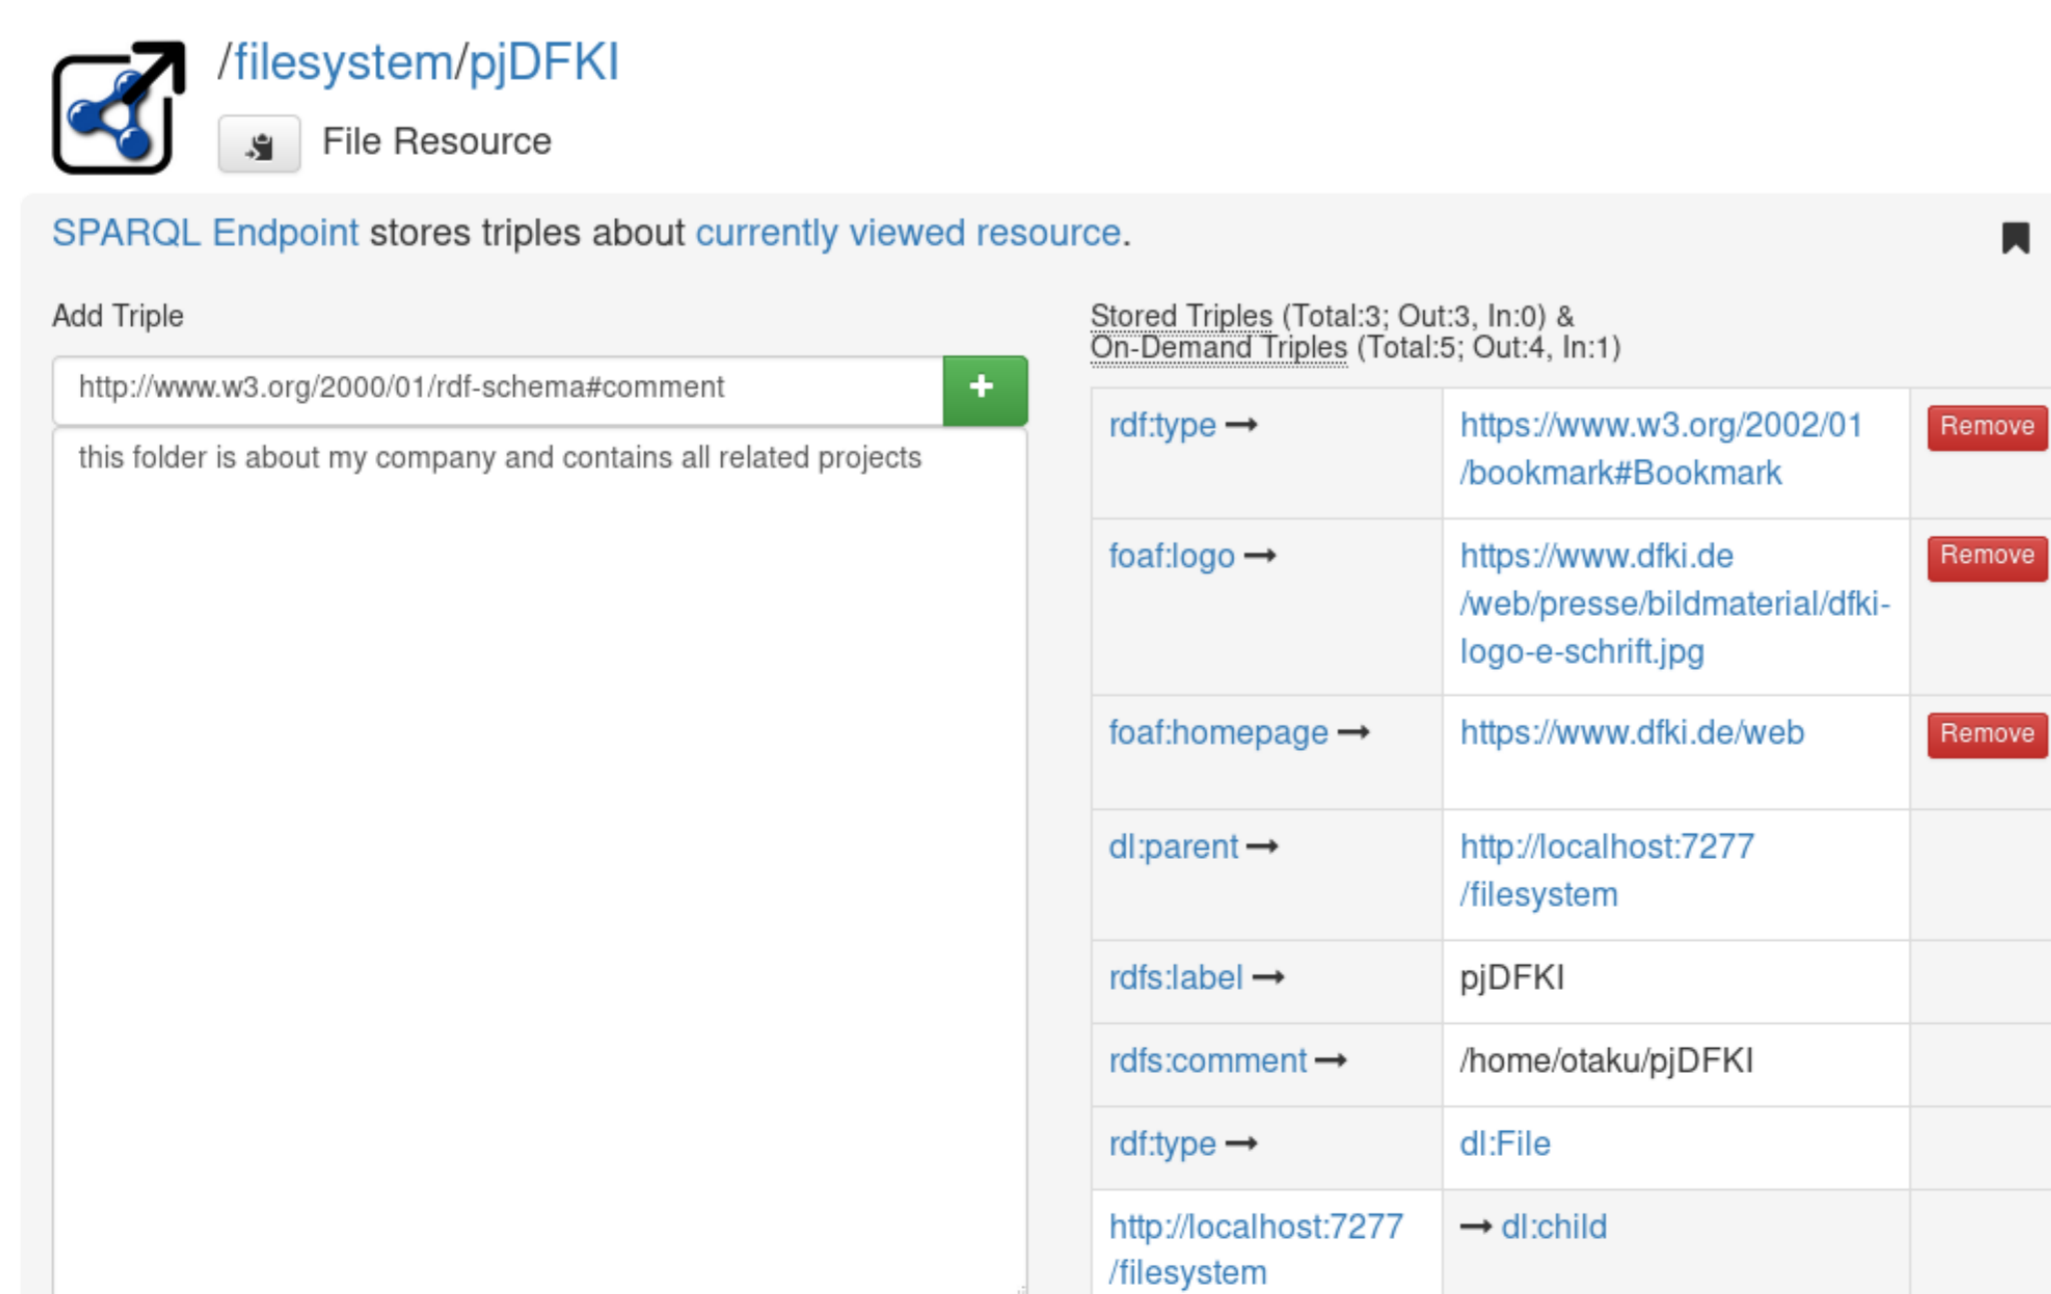 /filesystem/pjDFKI
File Resource
SPARQL Endpoint stores triples about currently viewed resource.
Add Triple
http://www.w3.org/2000/01/rdf-schema#comment
+
this folder is about my company and contains all related projects
Stored Triples (Total:3; Out:3, In:0) &
On-Demand Triples (Total:5; Out:4, In:1)
rdf:type → https://www.w3.org/2002/01 Remove
/bookmark#Bookmark
foaf:logo → https://www.dfki.de Remove
/web/presse/bildmaterial/dfki-
logo-e-schrift.jpg
foaf:homepage → https://www.dfki.de/web Remove
dl:parent → http://localhost:7277
/filesystem
rdfs:label → pjDFKI
rdfs:comment → /home/otaku/pjDFKI
rdf:type → dl:File
http://localhost:7277 → dl:child
/filesystem